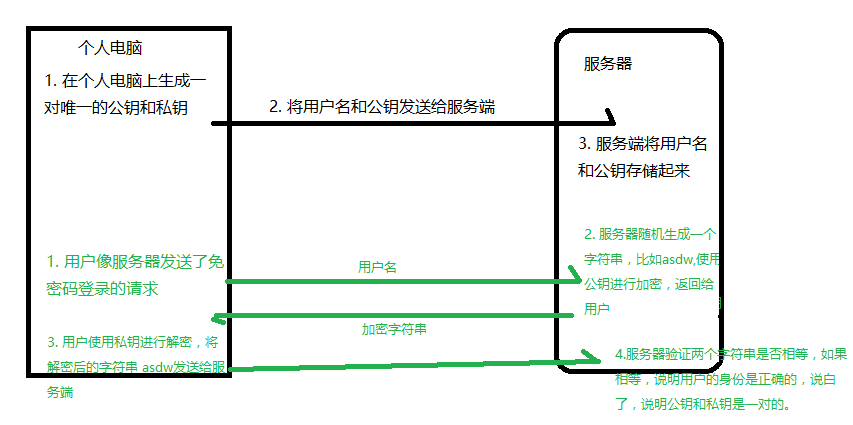 个人电脑
1. 在个人电脑上生成一
对唯一的公钥和私钥
2. 将用户名和公钥发送给服务端
服务器
3. 服务端将用户名
和公钥存储起来
1. 用户像服务器发送了免
密码登录的请求
用户名
2. 服务器随机生成一个
字符串，比如asdw,使用
公钥进行加密，返回给
用户
加密字符串
3. 用户使用私钥进行解密，将
解密后的字符串 asdw发送给服
务端
4.服务器验证两个字符串是否相等，如果
相等，说明用户的身份是正确的，说白
了，说明公钥和私钥是一对的。